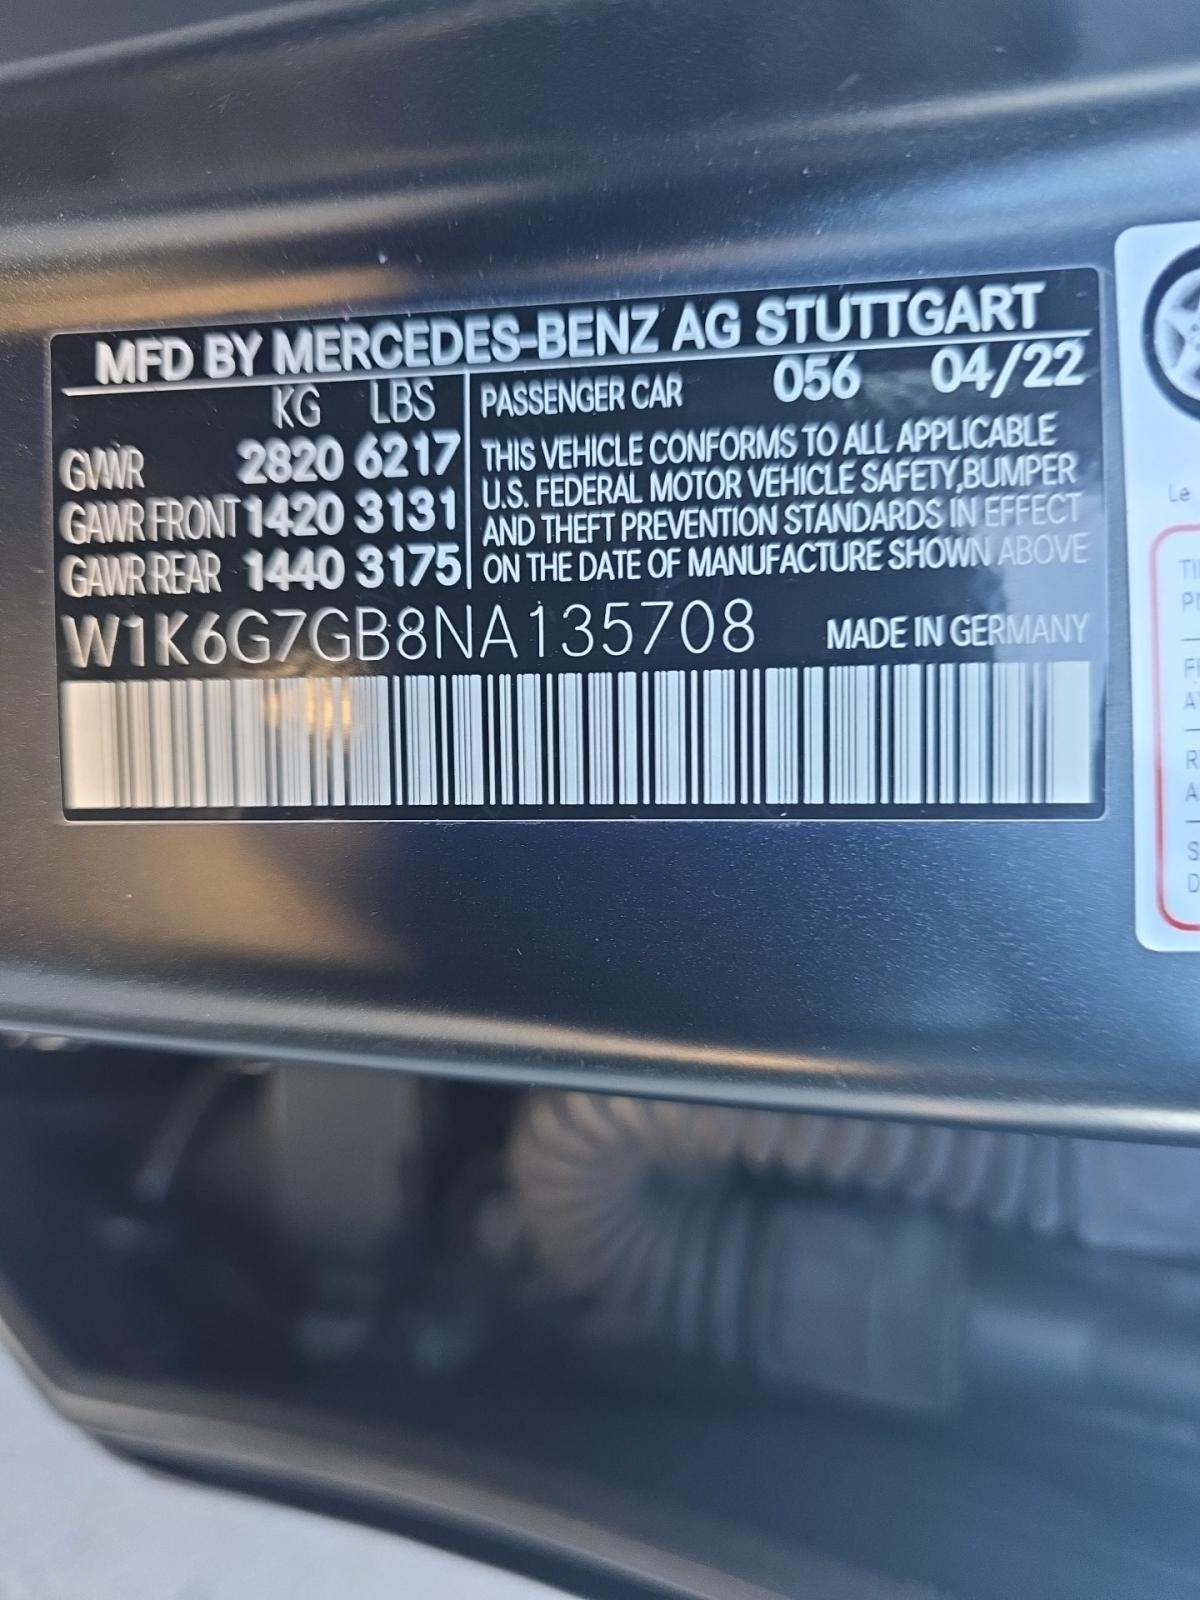 MFD BY MERCEDES-BENZ AG STUTTGART
KG LBS
GVWR 2820 6217
GAWR FRONT 1420 3131
GAWR REAR 1440 3175
PASSENGER CAR 056 04/22
THIS VEHICLE CONFORMS TO ALL APPLICABLE
U.S. FEDERAL MOTOR VEHICLE SAFETY,BUMPER
AND THEFT PREVENTION STANDARDS IN EFFECT
ON THE DATE OF MANUFACTURE SHOWN ABOVE
W1K6G7GB8NA135708 MADE IN GERMANY
Le